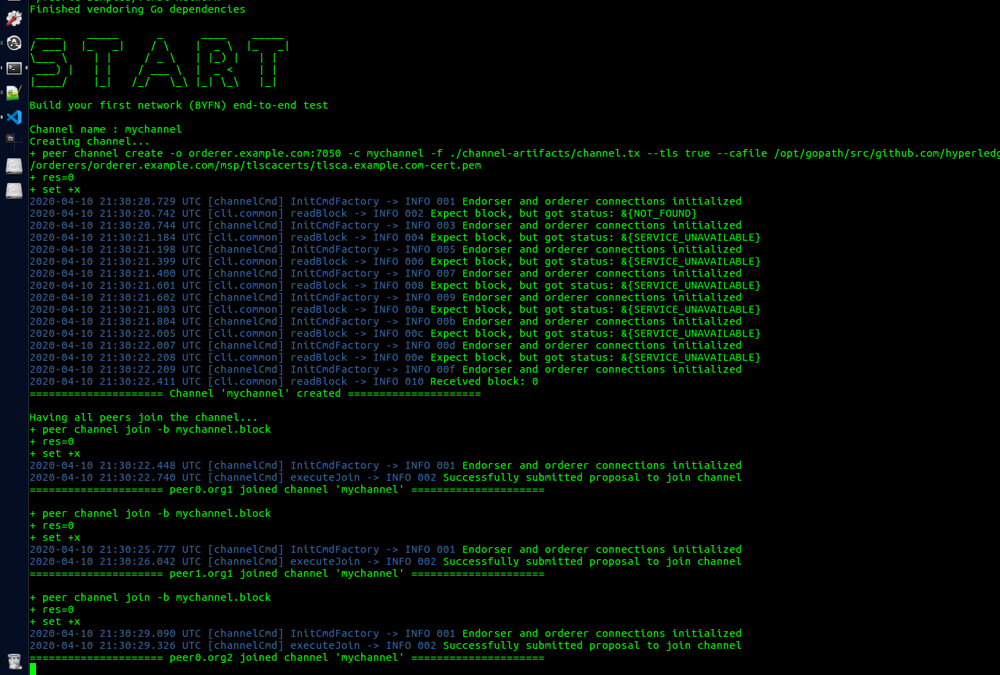 Finished vendoring Go dependencies
START
Build your first network (BYFN) end-to-end test
Channel name : mychannel
Creating channel...
+ peer channel create -o orderer.example.com:7050 -c mychannel -f ./channel-artifacts/channel.tx --tls true --cafile /opt/gopath/src/github.com/hyperledg
/orderers/orderer.example.com/msp/tlscacerts/tlsca.example.com-cert.pem
+ res=0
+ set +x
2020-04-10 21:30:20.729 UTC [channelCmd] InitCmdFactory -> INFO 001 Endorser and orderer connections initialized
2020-04-10 21:30:20.742 UTC [cli.common] readBlock -> INFO 002 Expect block, but got status: &{NOT_FOUND}
2020-04-10 21:30:20.744 UTC [channelCmd] InitCmdFactory -> INFO 003 Endorser and orderer connections initialized
2020-04-10 21:30:21.184 UTC [cli.common] readBlock -> INFO 004 Expect block, but got status: &{SERVICE_UNAVAILABLE}
2020-04-10 21:30:21.198 UTC [channelCmd] InitCmdFactory -> INFO 005 Endorser and orderer connections initialized
2020-04-10 21:30:21.399 UTC [cli.common] readBlock -> INFO 006 Expect block, but got status: &{SERVICE_UNAVAILABLE}
2020-04-10 21:30:21.400 UTC [channelCmd] InitCmdFactory -> INFO 007 Endorser and orderer connections initialized
2020-04-10 21:30:21.601 UTC [cli.common] readBlock -> INFO 008 Expect block, but got status: &{SERVICE_UNAVAILABLE}
2020-04-10 21:30:21.602 UTC [channelCmd] InitCmdFactory -> INFO 009 Endorser and orderer connections initialized
2020-04-10 21:30:21.803 UTC [cli.common] readBlock -> INFO 00a Expect block, but got status: &{SERVICE_UNAVAILABLE}
2020-04-10 21:30:21.804 UTC [channelCmd] InitCmdFactory -> INFO 00b Endorser and orderer connections initialized
2020-04-10 21:30:22.005 UTC [cli.common] readBlock -> INFO 00c Expect block, but got status: &{SERVICE_UNAVAILABLE}
2020-04-10 21:30:22.007 UTC [channelCmd] InitCmdFactory -> INFO 00d Endorser and orderer connections initialized
2020-04-10 21:30:22.208 UTC [cli.common] readBlock -> INFO 00e Expect block, but got status: &{SERVICE_UNAVAILABLE}
2020-04-10 21:30:22.209 UTC [channelCmd] InitCmdFactory -> INFO 00f Endorser and orderer connections initialized
2020-04-10 21:30:22.411 UTC [cli.common] readBlock -> INFO 010 Received block: 0
===================== Channel 'mychannel' created =====================
Having all peers join the channel...
+ peer channel join -b mychannel.block
+ res=0
+ set +x
2020-04-10 21:30:22.448 UTC [channelCmd] InitCmdFactory -> INFO 001 Endorser and orderer connections initialized
2020-04-10 21:30:22.740 UTC [channelCmd] executeJoin -> INFO 002 Successfully submitted proposal to join channel
===================== peer0.org1 joined channel 'mychannel' =====================
+ peer channel join -b mychannel.block
+ res=0
+ set +x
2020-04-10 21:30:25.777 UTC [channelCmd] InitCmdFactory -> INFO 001 Endorser and orderer connections initialized
2020-04-10 21:30:26.042 UTC [channelCmd] executeJoin -> INFO 002 Successfully submitted proposal to join channel
===================== peer1.org1 joined channel 'mychannel' =====================
+ peer channel join -b mychannel.block
+ res=0
+ set +x
2020-04-10 21:30:29.090 UTC [channelCmd] InitCmdFactory -> INFO 001 Endorser and orderer connections initialized
2020-04-10 21:30:29.326 UTC [channelCmd] executeJoin -> INFO 002 Successfully submitted proposal to join channel
===================== peer0.org2 joined channel 'mychannel' =====================